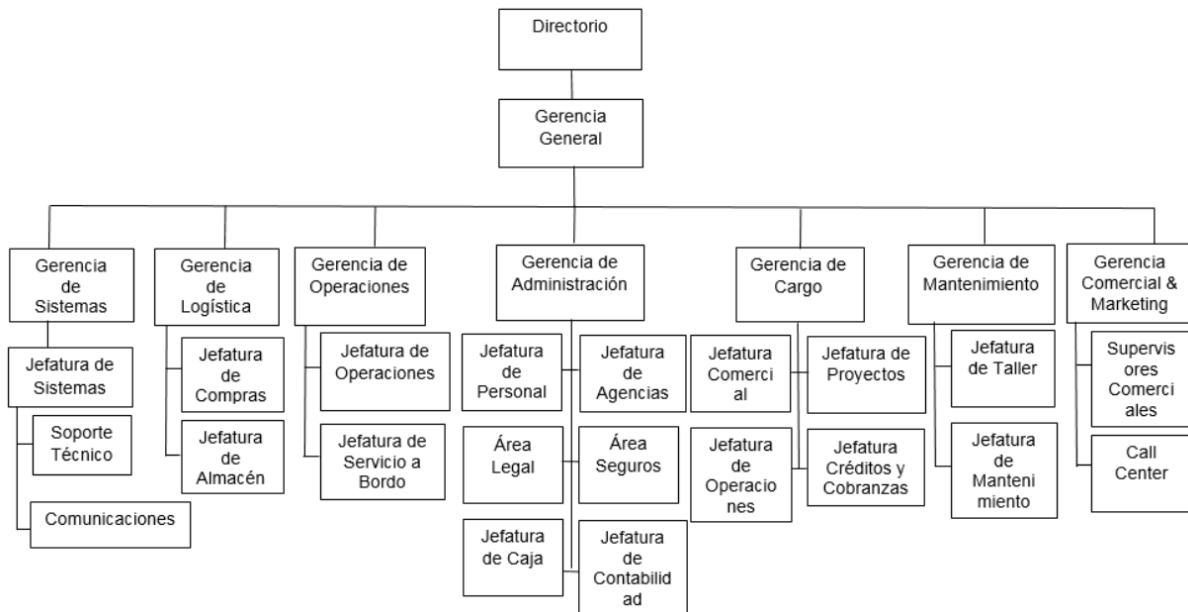 Directorio
Gerencia
General
Gerencia
de
Sistemas
Gerencia
de
Logística
Gerencia de
Operaciones
Gerencia de
Administración
Gerencia de
Cargo
Gerencia de
Mantenimiento
Gerencia
Comercial &
Marketing
Jefatura de
Sistemas
Jefatura
de
Compras
Jefatura de
Operaciones
Jefatura
de
Personal
Jefatura
de
Agencias
Jefatura
Comerci
al
Jefatura de
Proyectos
Jefatura
de Taller
Supervis
ores
Comerc
iales
Soporte
Técnico
Jefatura
de
Almacén
Jefatura de
Servicio a
Bordo
Área
Legal
Área
Seguros
Jefatura
de
Operacio
nes
Jefatura
Créditos y
Cobranzas
Jefatura
de
Manteni
miento
Call
Center
Comunicaciones
Jefatura
de Caja
Jefatura
de
Contabilid
ad